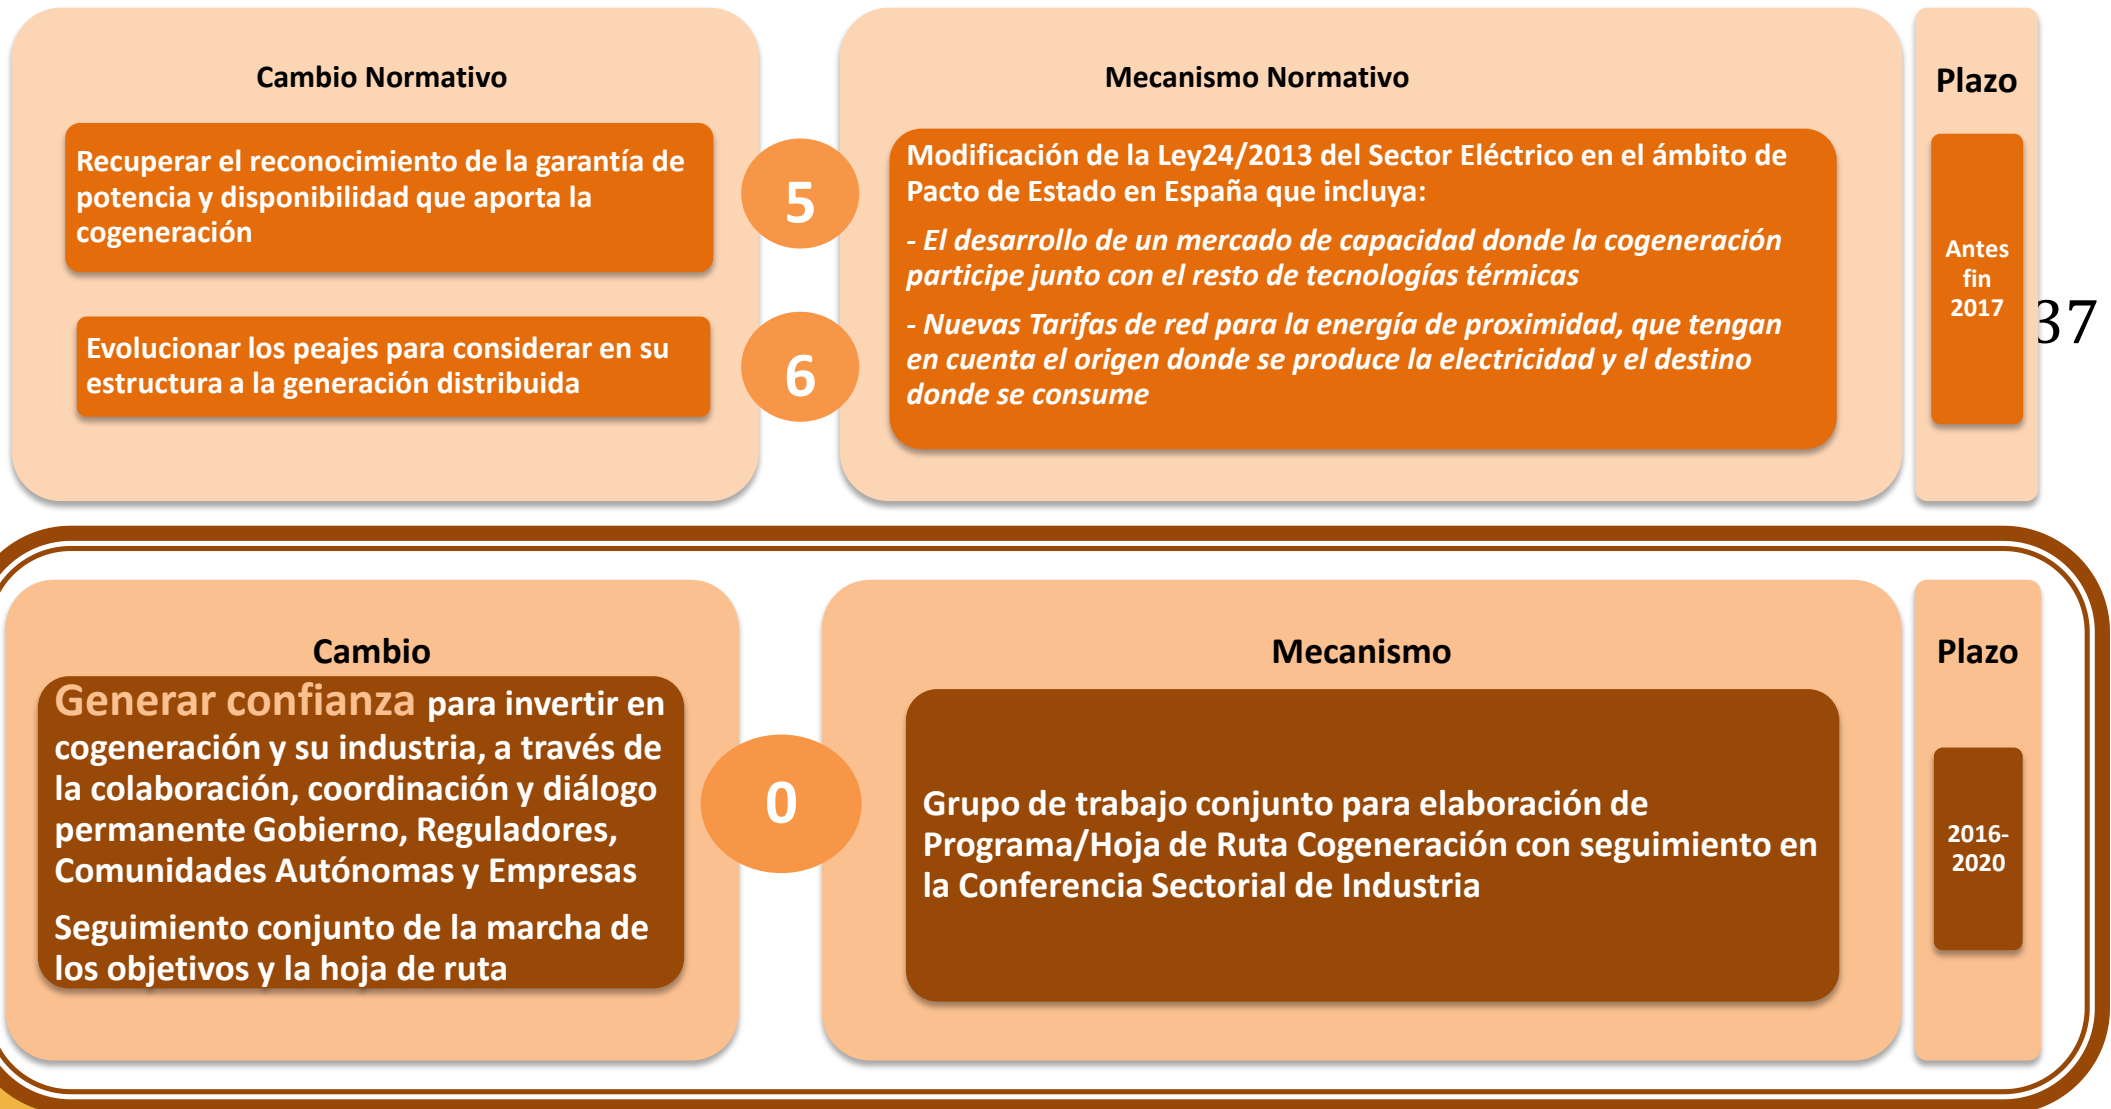 Cambio Normativo
Recuperar el reconocimiento de la garantía de
potencia y disponibilidad que aporta la
cogeneración
5
Evolucionar los peajes para considerar en su
estructura a la generación distribuida
6
Mecanismo Normativo
Modificación de la Ley24/2013 del Sector Eléctrico en el ámbito de
Pacto de Estado en España que incluya:
- El desarrollo de un mercado de capacidad donde la cogeneración
participe junto con el resto de tecnologías térmicas
- Nuevas Tarifas de red para la energía de proximidad, que tengan
en cuenta el origen donde se produce la electricidad y el destino
donde se consume
Plazo
Antes
fin
2017
37
Cambio
Generar confianza para invertir en
cogeneración y su industria, a través de
la colaboración, coordinación y diálogo
permanente Gobierno, Reguladores,
Comunidades Autónomas y Empresas
Seguimiento conjunto de la marcha de
los objetivos y la hoja de ruta
0
Mecanismo
Grupo de trabajo conjunto para elaboración de
Programa/Hoja de Ruta Cogeneración con seguimiento en
la Conferencia Sectorial de Industria
Plazo
2016-
2020